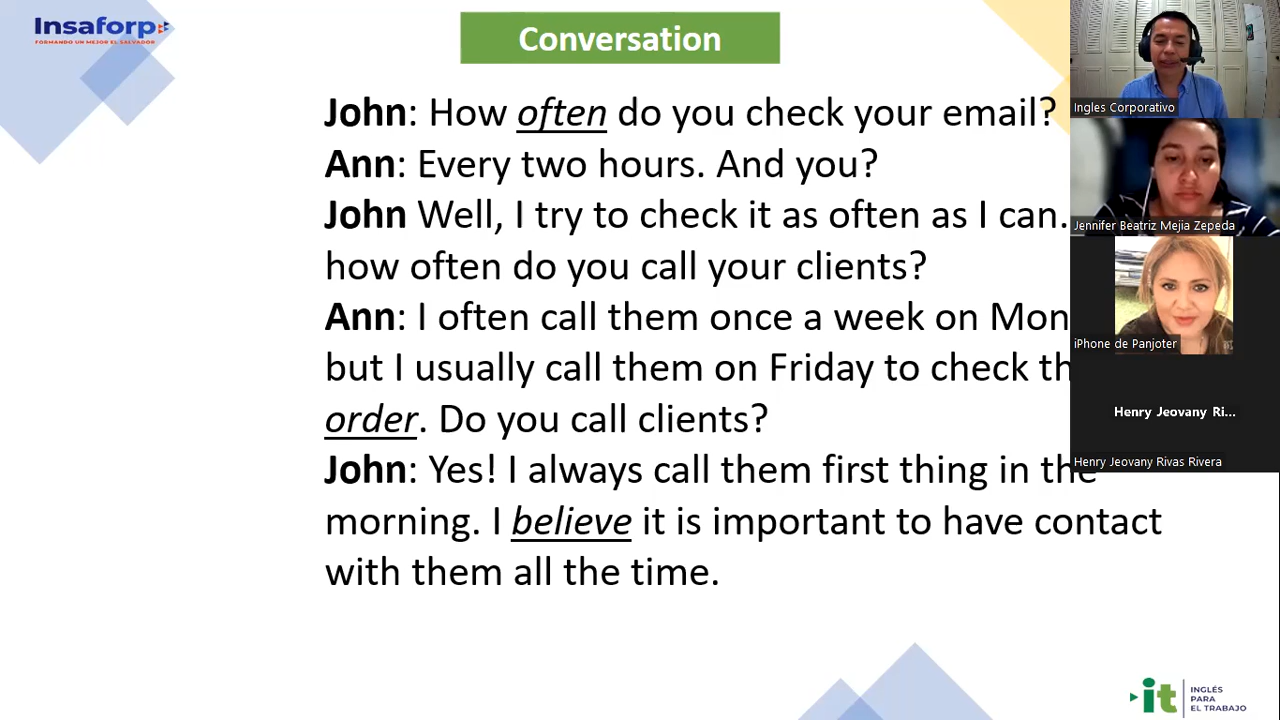 Insaforp
FORMANDO UN MEJOR EL SALVADOR
Conversation
John: How often do you check your email?
Ann: Every two hours. And you?
John Well, I try to check it as often as I can.
how often do you call your clients?
Ann: I often call them once a week on Mon
but I usually call them on Friday to check th
order. Do you call clients?
John: Yes! I always call them first thing in the
morning. I believe it is important to have contact
with them all the time.
Ingles Corporativo
Jennifer Beatriz Mejia Zepeda
iPhone de Panjoter
Henry Jeovany Ri...
Henry Jeovany Rivas Rivera
it
INGLÉS
PARA
EL TRABAJO